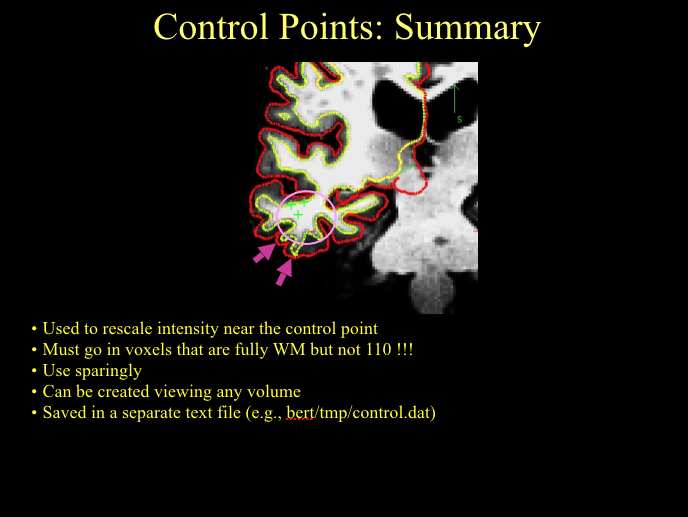 Control Points: Summary
S
• Used to rescale intensity near the control point
• Must go in voxels that are fully WM but not 110 !!!
• Use sparingly
• Can be created viewing any volume
• Saved in a separate text file (e.g., bert/tmp/control.dat)